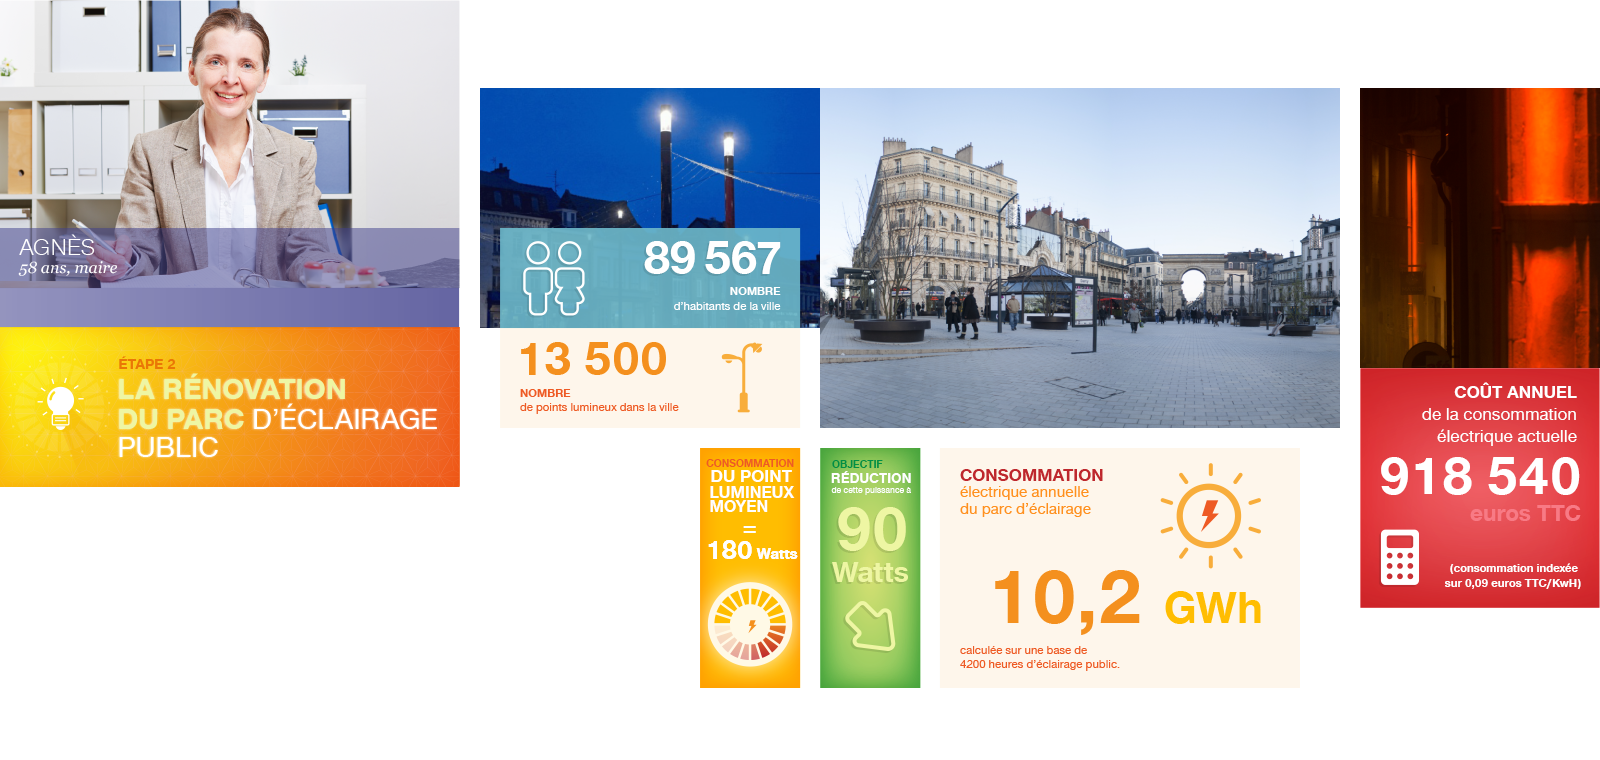 AGNÈS
58 ans, maire
ÉTAPE 2
LA RÉNOVATION
DU PARC D'ÉCLAIRAGE
PUBLIC
89 567
NOMBRE
d'habitants de la ville
13 500
NOMBRE
de points lumineux dans la ville
CONSOMMATION
DU POINT
LUMINEUX
MOYEN
=
180 Watts
OBJECTIF
RÉDUCTION
de cette puissance à
90
Watts
CONSOMMATION
électrique annuelle
du parc d'éclairage
10,2 GWh
calculée sur une base de
4200 heures d'éclairage public.
COÛT ANNUEL
de la consommation
électrique actuelle
918 540
euros TTC
(consommation indexée
sur 0,09 euros TTC/KwH)